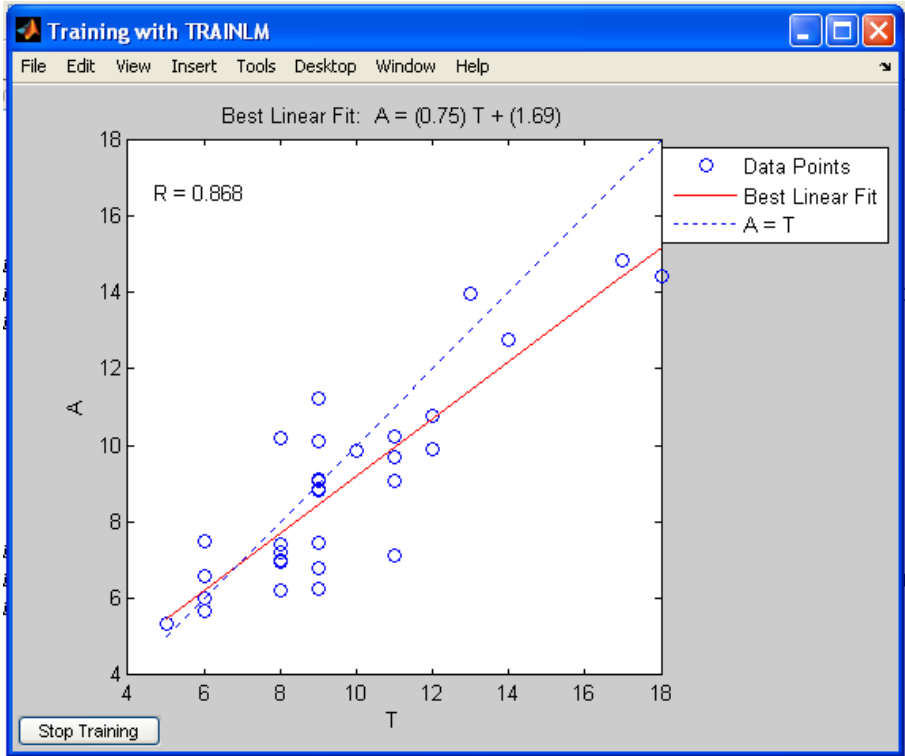 Training with TRAINLM
File Edit View Insert Tools Desktop Window Help
Best Linear Fit: A = (0.75) T + (1.69)
R = 0.868
Data Points
Best Linear Fit
A = T
18
16
14
12
10
8
6
4
A
4 6 8 10 12 14 16 18
T
Stop Training